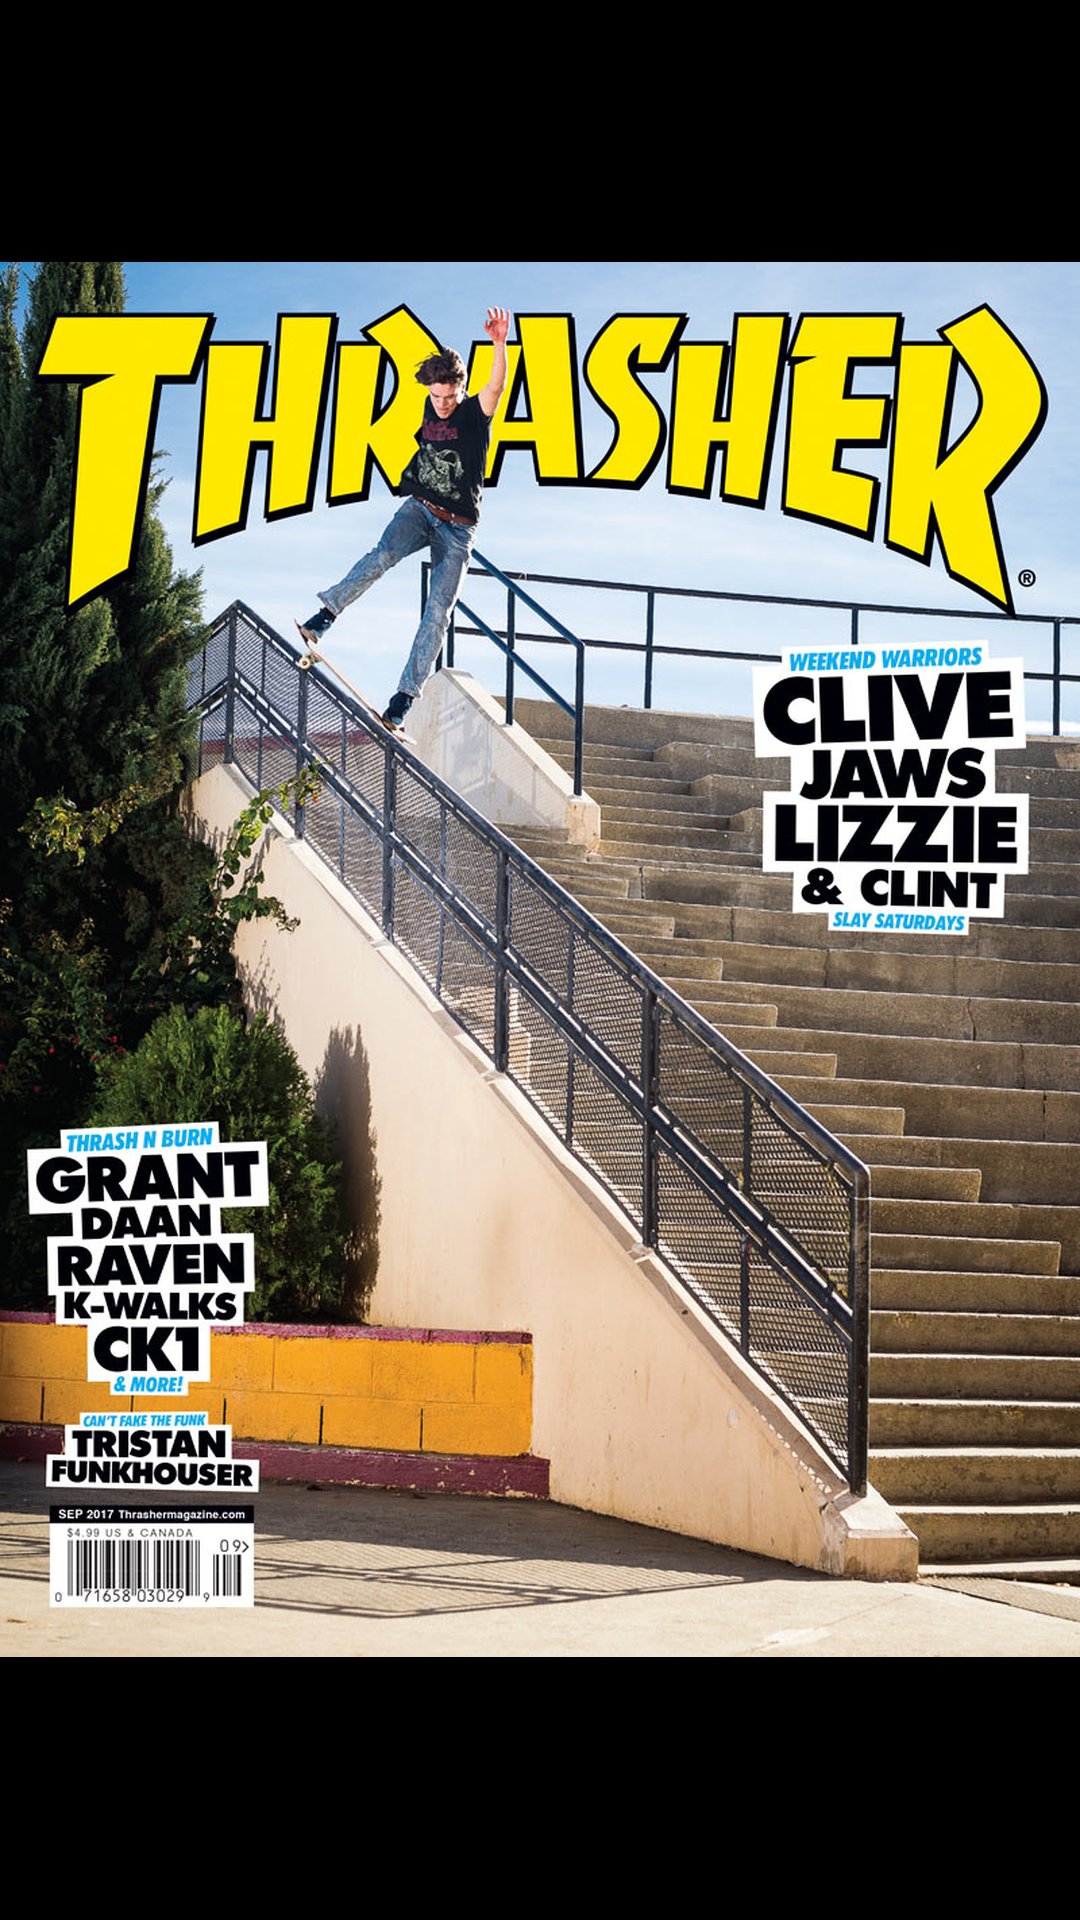 THRASHER®
WEEKEND WARRIORS
CLIVE
JAWS
LIZZIE
& CLINT
SLAY SATURDAYS
THRASH N BURN
GRANT
DAAN
RAVEN
K-WALKS
CK1
& MORE!
CAN'T FAKE THE FUNK
TRISTAN
FUNKHOUSER
SEP 2017 Thrashermagazine.com
$4.99 US & CANADA
09>
0 71658 03029 9